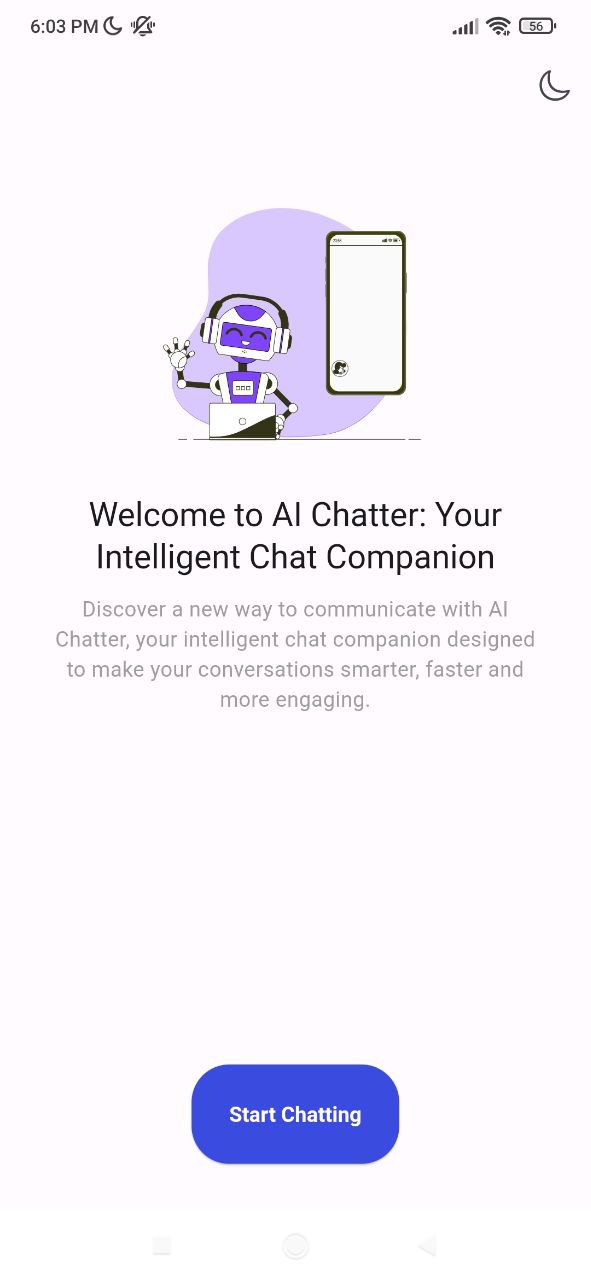 6:03 PM 56
Welcome to AI Chatter: Your
Intelligent Chat Companion
Discover a new way to communicate with AI
Chatter, your intelligent chat companion designed
to make your conversations smarter, faster and
more engaging.
Start Chatting